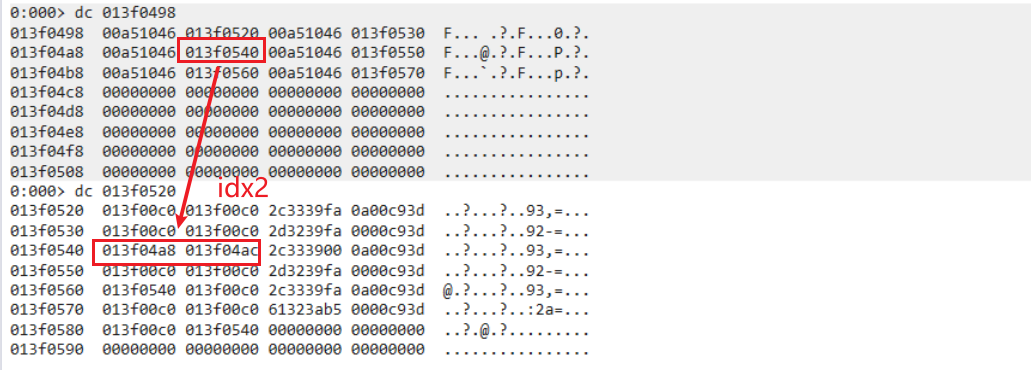 0:000> dc 013f0498
013f0498  00a51046 013f0520 00a51046 013f0530  F... .?.F...0.?.
013f04a8  00a51046 013f0540 00a51046 013f0550  F...@.?.F...P.?.
013f04b8  00a51046 013f0560 00a51046 013f0570  F...`.?.F...p.?.
013f04c8  00000000 00000000 00000000 00000000  ................
013f04d8  00000000 00000000 00000000 00000000  ................
013f04e8  00000000 00000000 00000000 00000000  ................
013f04f8  00000000 00000000 00000000 00000000  ................
013f0508  00000000 00000000 00000000 00000000  ................
0:000> dc 013f0520
idx2
013f0520  013f00c0 013f00c0 2c3339fa 0a00c93d  ..?...?..93,=...
013f0530  013f00c0 013f00c0 2d3239fa 0000c93d  ..?...?..92-=...
013f0540  013f04a8 013f04ac 2c333900 0a00c93d  ..?...?..93,=...
013f0550  013f00c0 013f00c0 2d3239fa 0000c93d  ..?...?..92-=...
013f0560  013f0540 013f00c0 2c3339fa 0000c93d  @.?...?..93,=...
013f0570  013f00c0 013f00c0 61323ab5 0000c93d  ..?...?..:2a=...
013f0580  013f00c0 013f0540 00000000 00000000  ..?.@.?.........
013f0590  00000000 00000000 00000000 00000000  ................